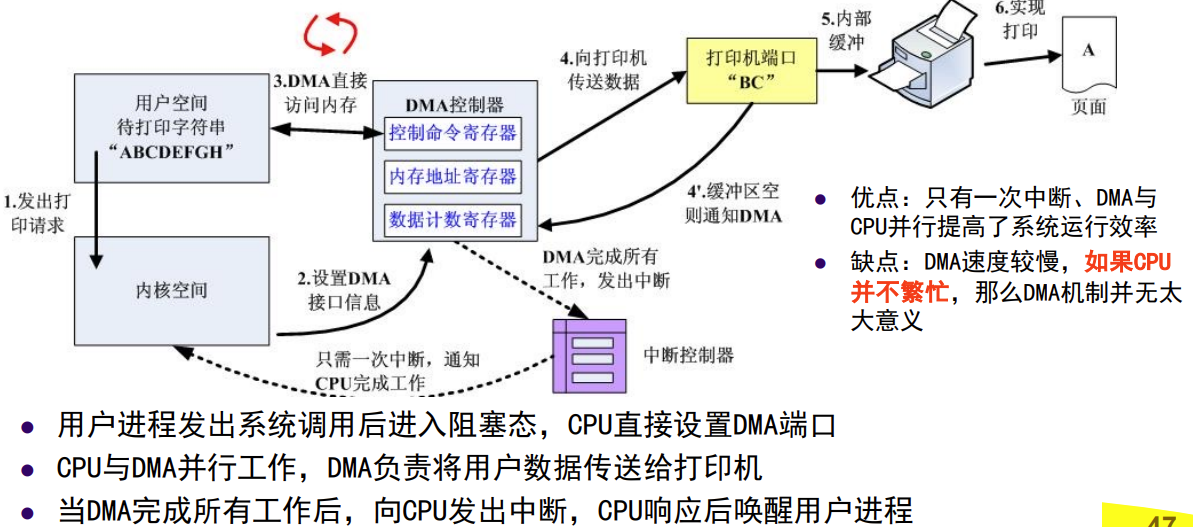 用户空间
待打印字符串
“ABCDEFGH”
1.发出打
印请求
内核空间
2.设置DMA
接口信息
3.DMA直接
访问内存
DMA控制器
控制命令寄存器
内存地址寄存器
数据计数寄存器
4.向打印机
传送数据
打印机端口
“BC”
4'.缓冲区空
则通知DMA
5.内部
缓冲
6.实现
打印
A
页面
DMA完成所有
工作，发出中断
中断控制器
只需一次中断，通知
CPU完成工作
优点：只有一次中断、DMA与
CPU并行提高了系统运行效率
缺点：DMA速度较慢，如果CPU
并不繁忙，那么DMA机制并无太
大意义
用户进程发出系统调用后进入阻塞态，CPU直接设置DMA端口
CPU与DMA并行工作，DMA负责将用户数据传送给打印机
当DMA完成所有工作后，向CPU发出中断，CPU响应后唤醒用户进程
47